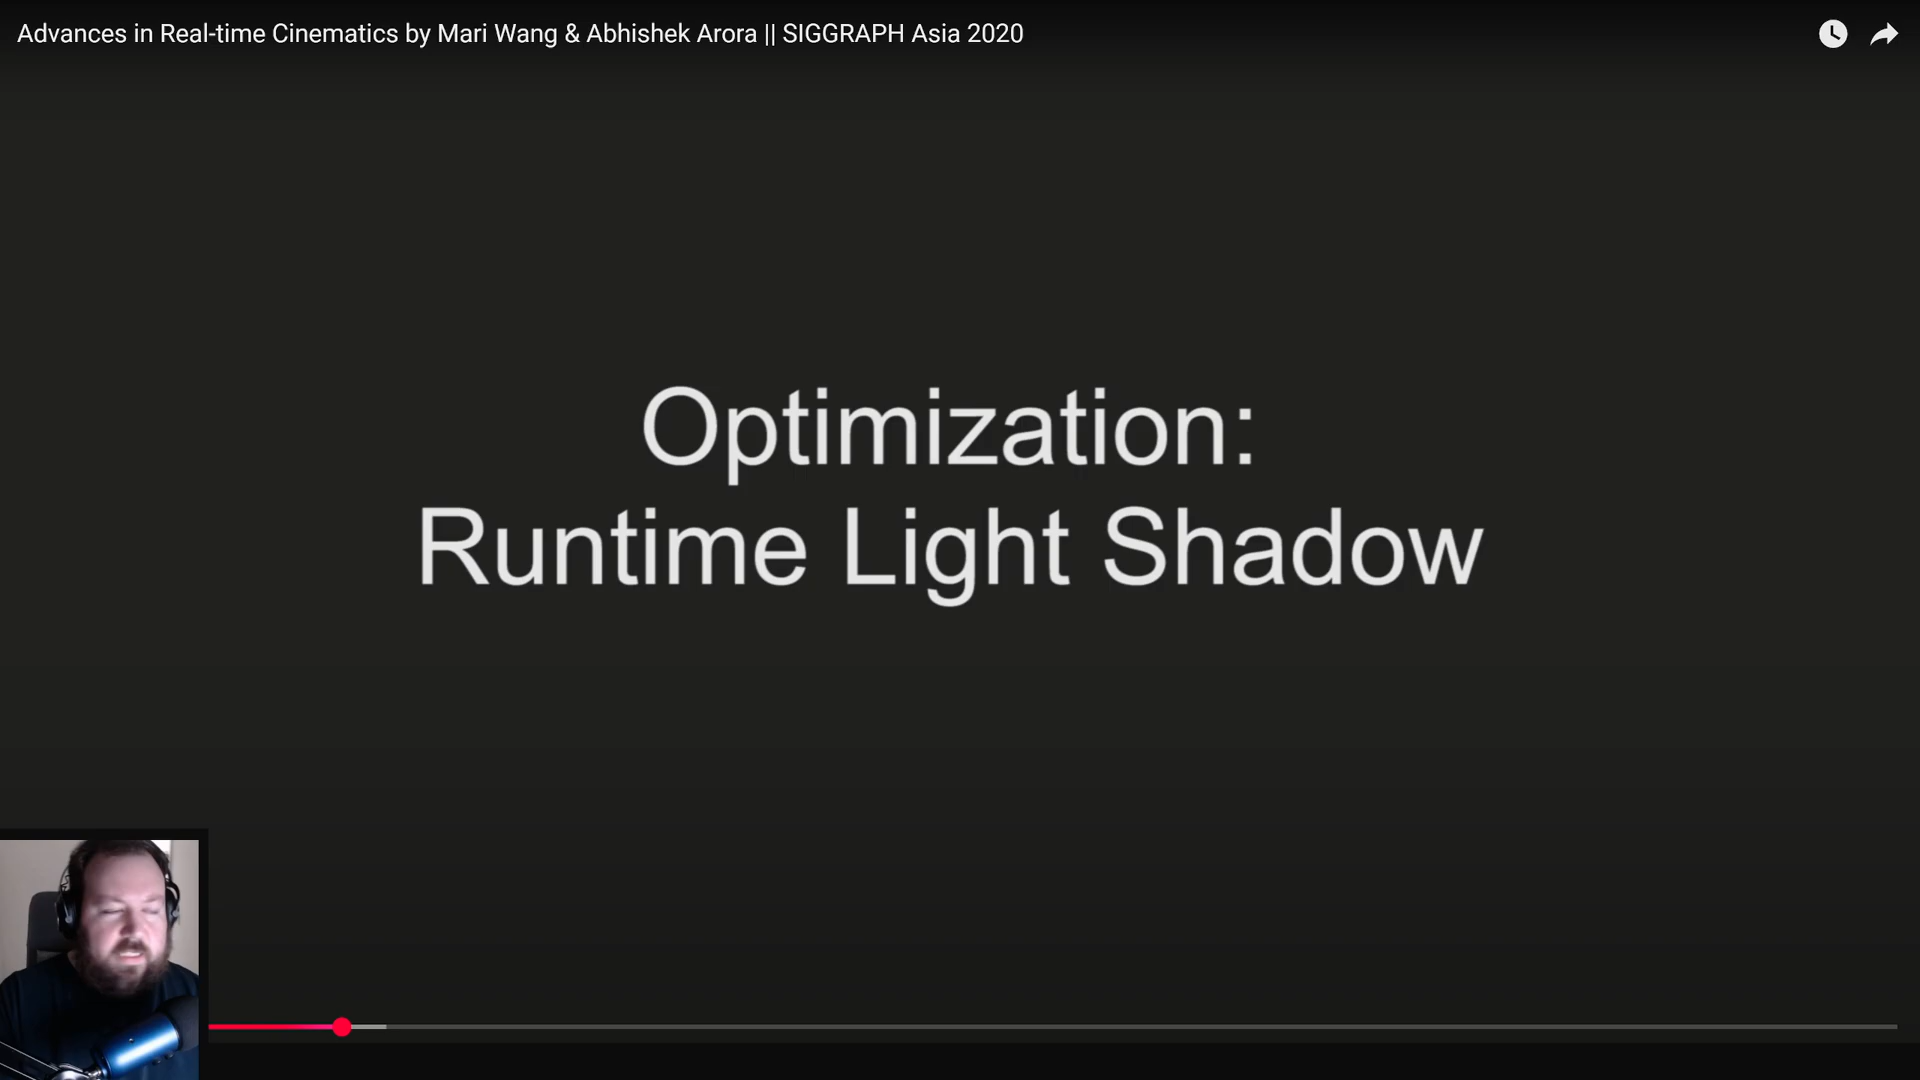 Advances in Real-time Cinematics by Mari Wang & Abhishek Arora || SIGGRAPH Asia 2020
Optimization:
Runtime Light Shadow